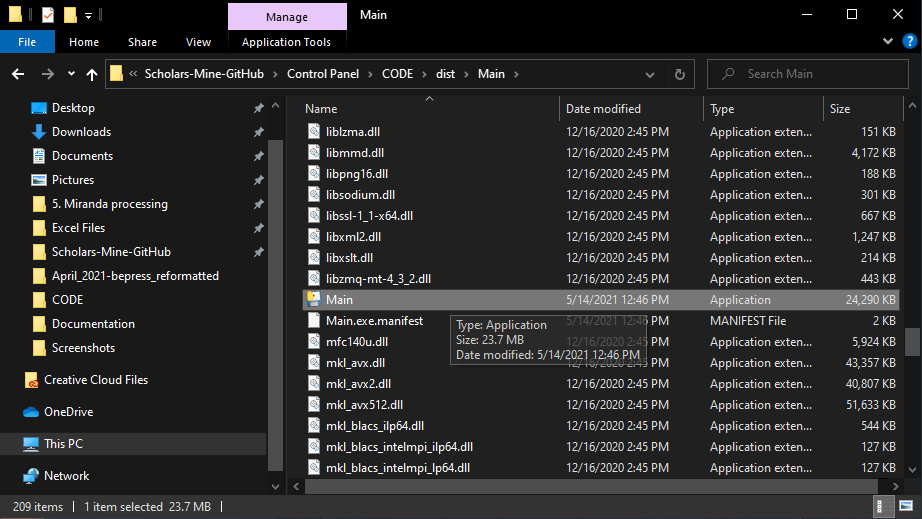 Manage
Main
File
Home
Share
View
Application Tools
?
« Scholars-Mine-GitHub › Control Panel › CODE › dist › Main ›
Search Main
Desktop
Downloads
Documents
Pictures
5. Miranda processing
Excel Files
Scholars-Mine-GitHub
April_2021-bepress_reformatted
CODE
Documentation
Screenshots
Creative Cloud Files
OneDrive
This PC
Network
Name Date modified Type Size
liblzma.dll 12/16/2020 2:45 PM Application exten... 151 KB
libmmd.dll 12/16/2020 2:45 PM Application exten... 4,172 KB
libpng16.dll 12/16/2020 2:45 PM Application exten... 188 KB
libsodium.dll 12/16/2020 2:45 PM Application exten... 301 KB
libssl-1_1-x64.dll 12/16/2020 2:45 PM Application exten... 667 KB
libxml2.dll 12/16/2020 2:45 PM Application exten... 1,247 KB
libxslt.dll 12/16/2020 2:45 PM Application exten... 214 KB
libzmq-mt-4_3_2.dll 12/16/2020 2:45 PM Application exten... 443 KB
Main 5/14/2021 12:46 PM Application 24,290 KB
Main.exe.manifest 5/14/2021 12:46 PM MANIFEST File 2 KB
Type: Application
Size: 23.7 MB
Date modified: 5/14/2021 12:46 PM
mfc140u.dll 12/16/2020 2:45 PM Application exten... 5,924 KB
mkl_avx.dll 12/16/2020 2:45 PM Application exten... 43,357 KB
mkl_avx2.dll 12/16/2020 2:45 PM Application exten... 40,807 KB
mkl_avx512.dll 12/16/2020 2:45 PM Application exten... 51,633 KB
mkl_blacs_ilp64.dll 12/16/2020 2:45 PM Application exten... 544 KB
mkl_blacs_intelmpi_ilp64.dll 12/16/2020 2:45 PM Application exten... 127 KB
mkl_blacs_intelmpi_lp64.dll 12/16/2020 2:45 PM Application exten... 127 KB
209 items 1 item selected 23.7 MB